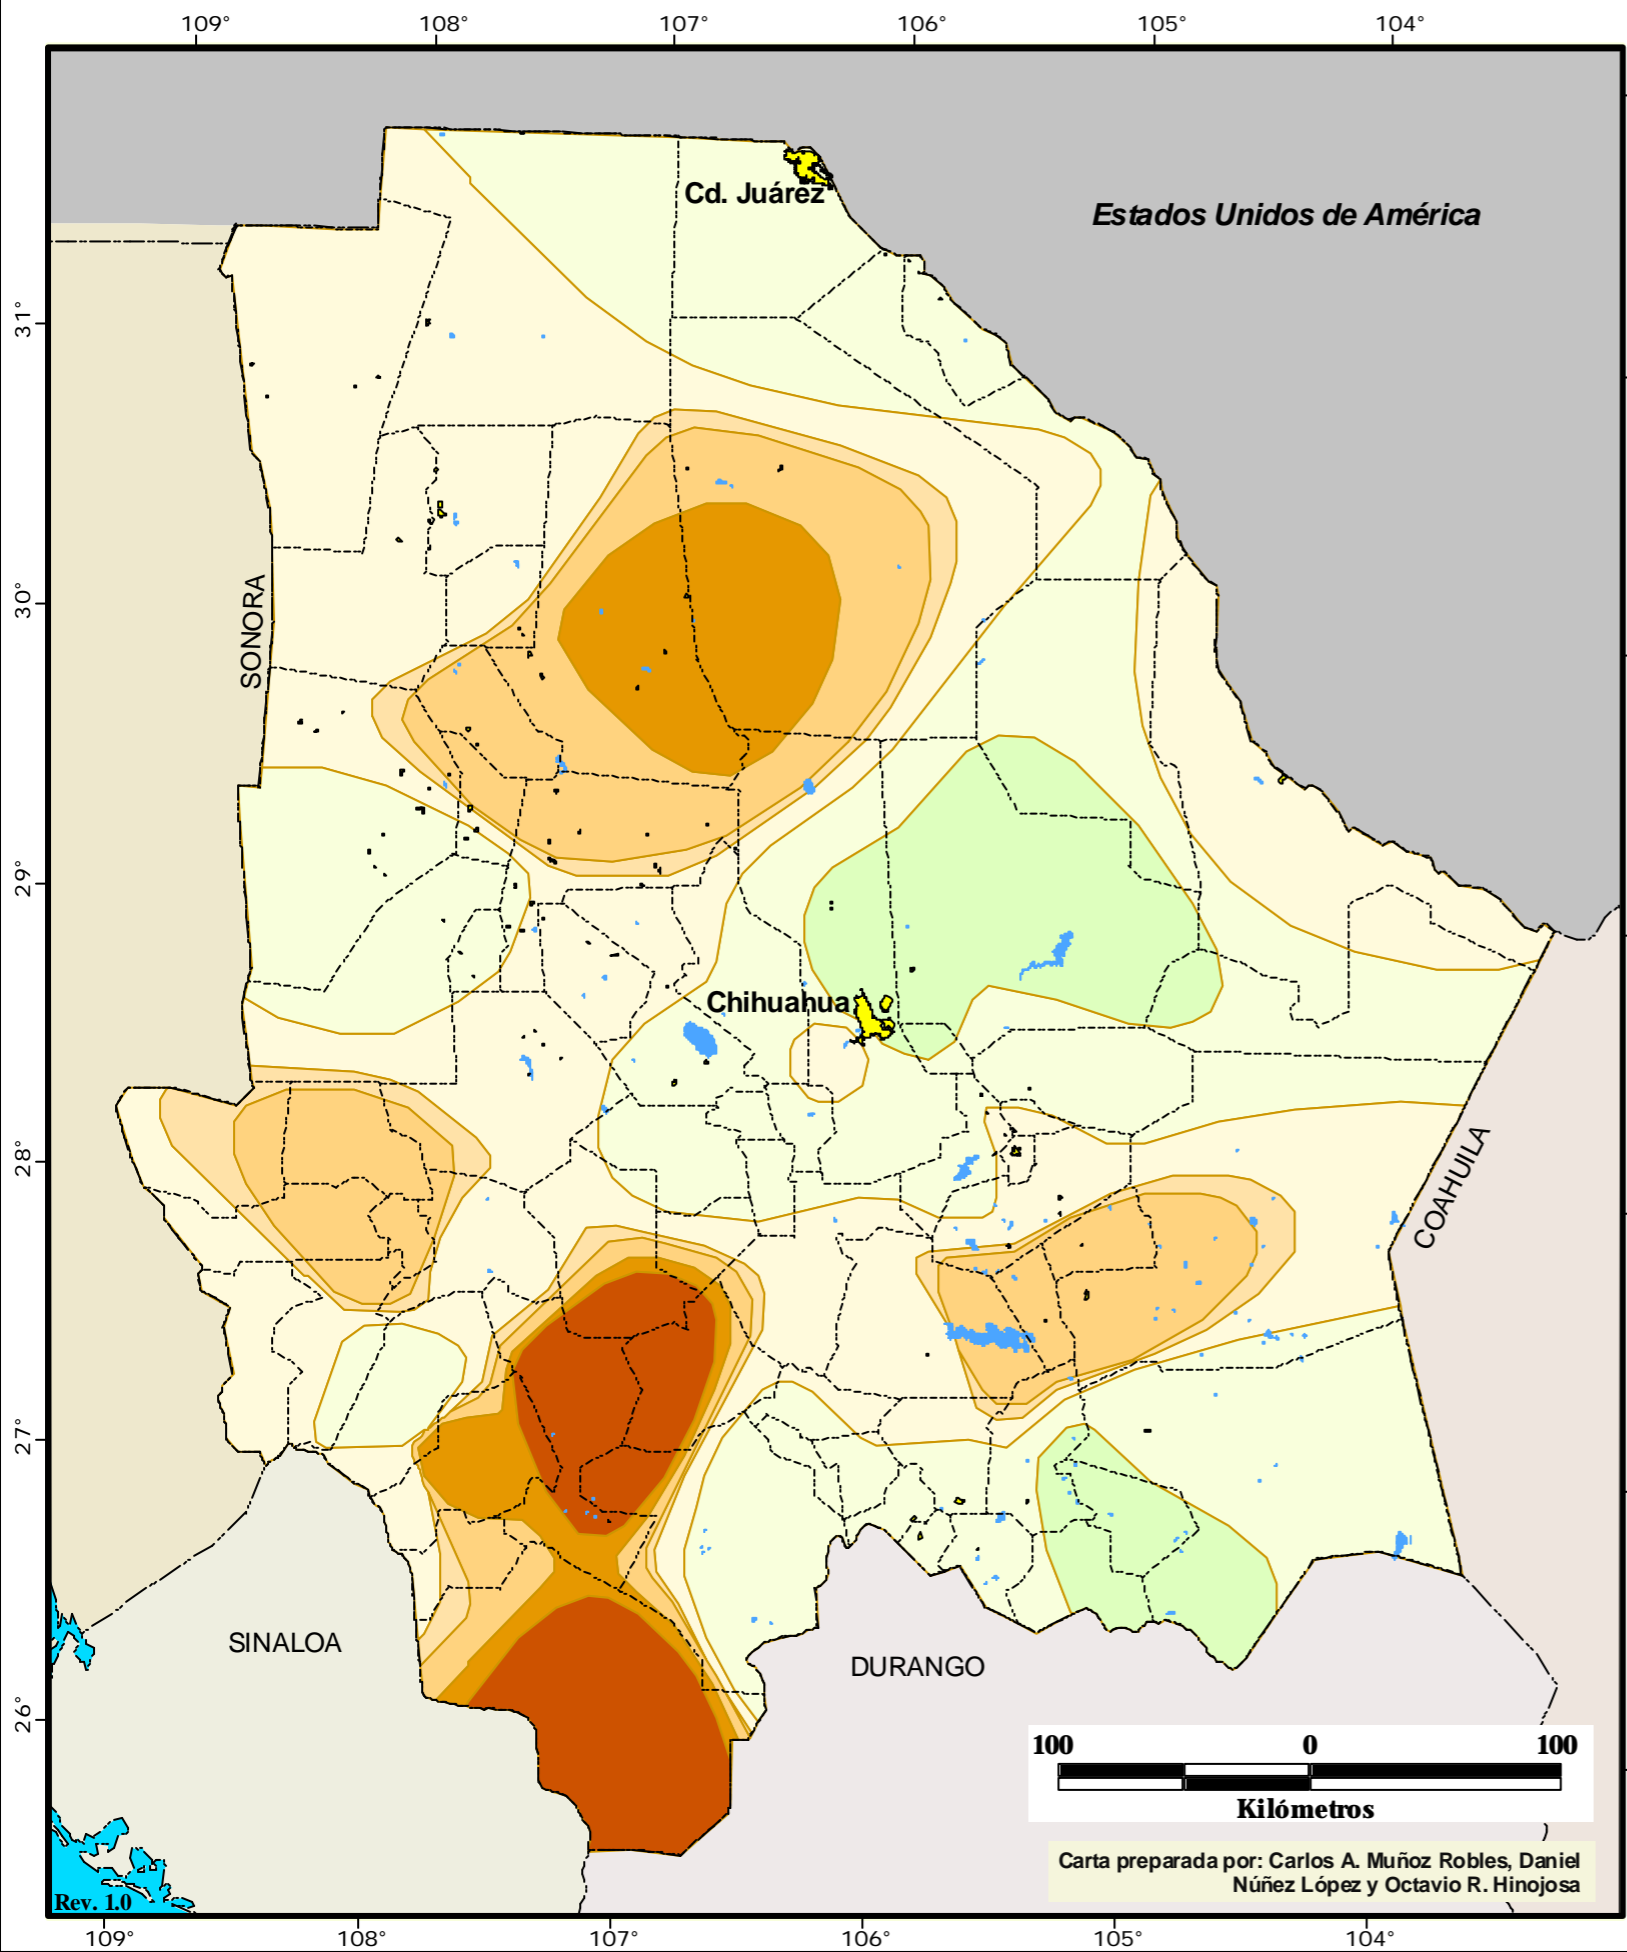 109° 108° 107° 106° 105° 104°
Cd. Juárez
Estados Unidos de América
31°
30°
SONORA
29°
Chihuahua
28°
COAHUILA
27°
SINALOA
DURANGO
26°
100 0 100
Kilómetros
Carta preparada por: Carlos A. Muñoz Robles, Daniel
Núñez López y Octavio R. Hinojosa
Rev. 1.0
109° 108° 107° 106° 105° 104°